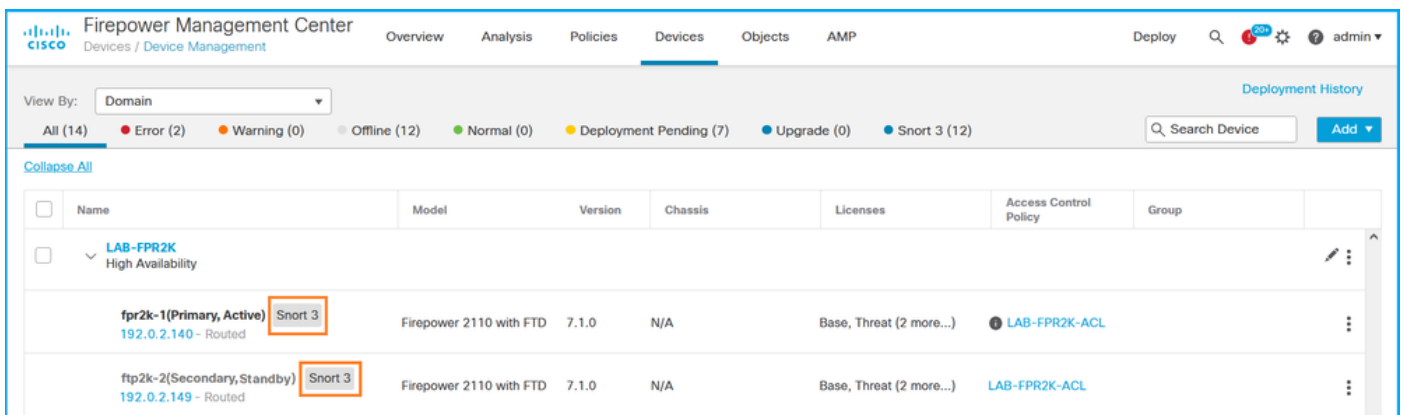 Firepower Management Center
CISCO Devices / Device Management Overview Analysis Policies Devices Objects AMP Deploy 20+ admin
Deployment History
View By: Domain
All (14) Error (2) Warning (0) Offline (12) Normal (0) Deployment Pending (7) Upgrade (0) Snort 3 (12) Search Device Add
Collapse All
Name Model Version Chassis Licenses Access Control Policy Group
LAB-FPR2K
High Availability
fpr2k-1(Primary, Active) Snort 3
192.0.2.140 - Routed
Firepower 2110 with FTD 7.1.0 N/A Base, Threat (2 more...) LAB-FPR2K-ACL
ftp2k-2(Secondary,Standby) Snort 3
192.0.2.149 - Routed
Firepower 2110 with FTD 7.1.0 N/A Base, Threat (2 more...) LAB-FPR2K-ACL